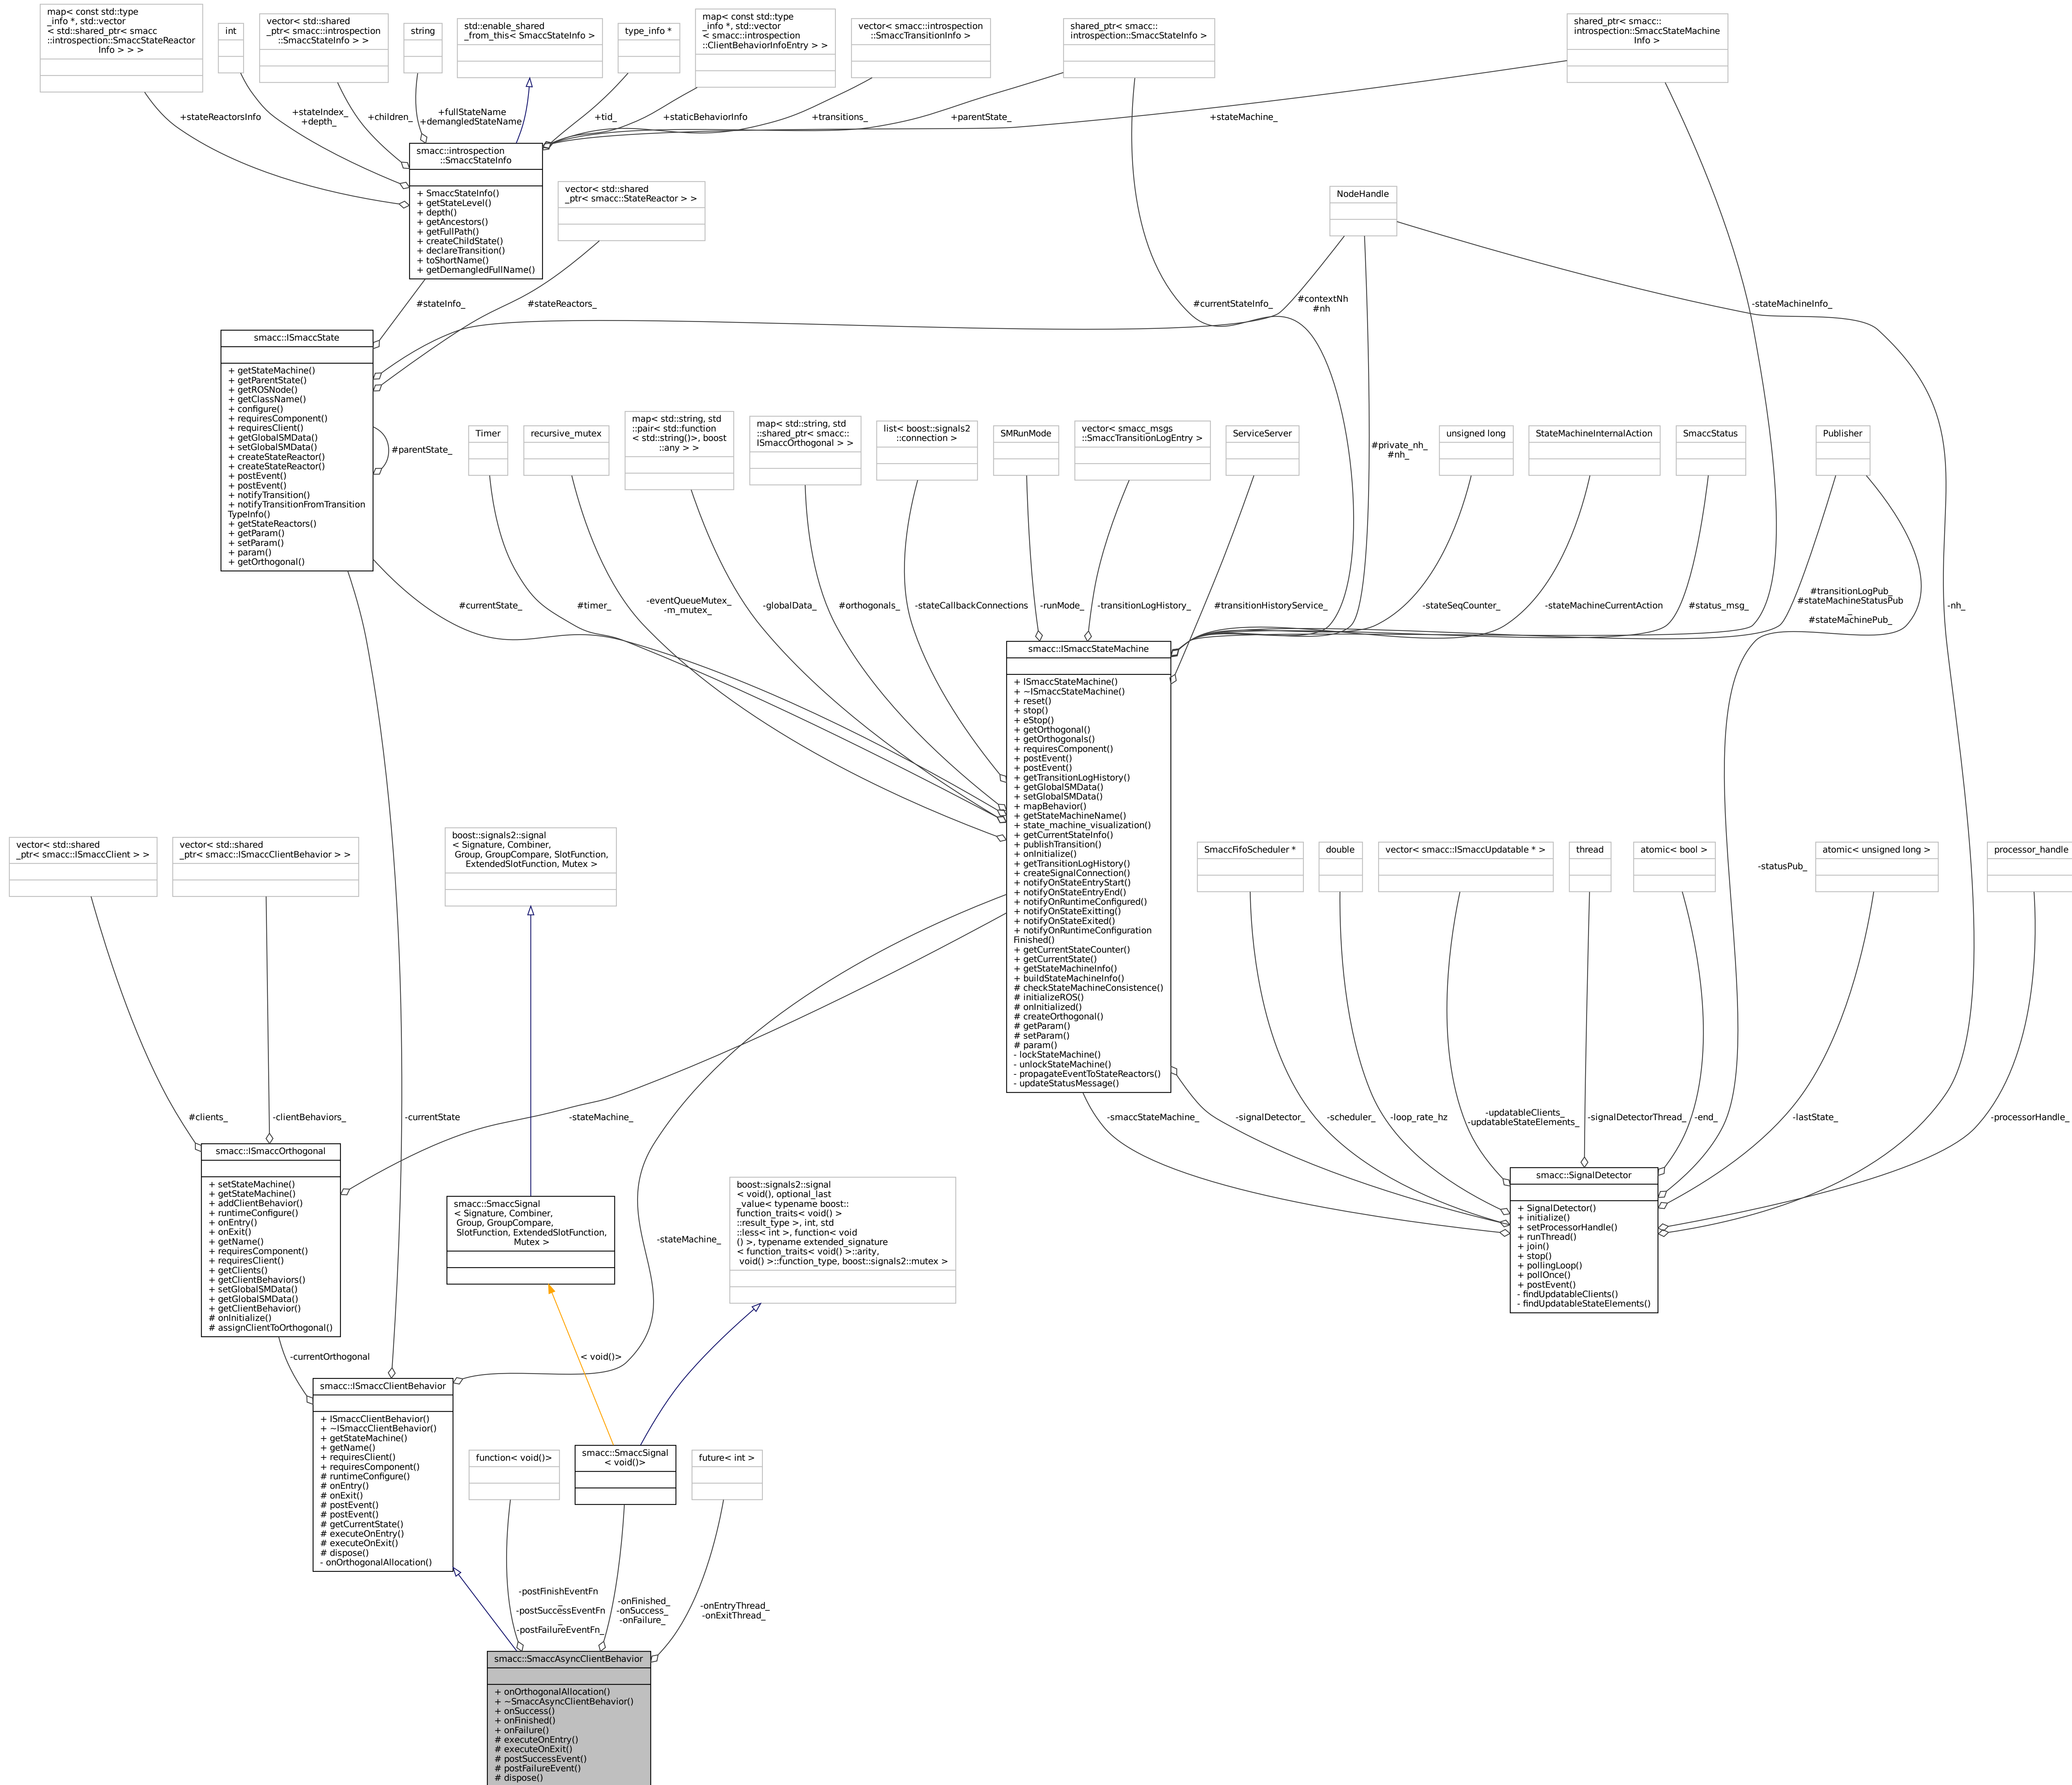 map< const std::type
_info *, std::vector
< std::shared_ptr< smacc
::introspection::SmaccStateReactor
Info > > >
int
vector< std::shared
_ptr< smacc::introspection
::SmaccStateInfo > >
string
std::enable_shared
_from_this< SmaccStateInfo >
type_info *
map< const std::type
_info *, std::vector
< smacc::introspection
::ClientBehaviorInfoEntry > >
vector< smacc::introspection
::SmaccTransitionInfo >
shared_ptr< smacc::
introspection::SmaccStateInfo >
shared_ptr< smacc::
introspection::SmaccStateMachine
Info >
+stateReactorsInfo
+stateIndex_
+depth_
+children_
+fullStateName
+demangledStateName
+tid_
+staticBehaviorInfo
+transitions_
+parentState_
+stateMachine_
smacc::introspection
::SmaccStateInfo
+ SmaccStateInfo()
+ getStateLevel()
+ depth()
+ getAncestors()
+ getFullPath()
+ createChildState()
+ declareTransition()
+ toShortName()
+ getDemangledFullName()
vector< std::shared
_ptr< smacc::StateReactor > >
NodeHandle
#stateInfo_
#stateReactors_
#currentStateInfo_
#contextNh
#nh
-stateMachineInfo_
smacc::ISmaccState
+ getStateMachine()
+ getParentState()
+ getROSNode()
+ getClassName()
+ configure()
+ requiresComponent()
+ requiresClient()
+ getGlobalSMData()
+ setGlobalSMData()
+ createStateReactor()
+ createStateReactor()
+ postEvent()
+ postEvent()
+ notifyTransition()
+ notifyTransitionFromTransition
TypeInfo()
+ getStateReactors()
+ getParam()
+ setParam()
+ param()
+ getOrthogonal()
#parentState_
Timer
recursive_mutex
map< std::string, std
::pair< std::function
< std::string()>, boost
::any > >
map< std::string, std
::shared_ptr< smacc::
ISmaccOrthogonal > >
list< boost::signals2
::connection >
SMRunMode
vector< smacc_msgs
::SmaccTransitionLogEntry >
ServiceServer
#private_nh_
#nh_
unsigned long
StateMachineInternalAction
SmaccStatus
Publisher
#currentState_
#timer_
-eventQueueMutex_
-m_mutex_
-globalData_
#orthogonals_
-stateCallbackConnections
-runMode_
-transitionLogHistory_
#transitionHistoryService_
-stateSeqCounter_
-stateMachineCurrentAction
#status_msg_
#transitionLogPub_
#stateMachineStatusPub
_
#stateMachinePub_
-nh_
smacc::ISmaccStateMachine
+ ISmaccStateMachine()
+ ~ISmaccStateMachine()
+ reset()
+ stop()
+ eStop()
+ getOrthogonal()
+ getOrthogonals()
+ requiresComponent()
+ postEvent()
+ postEvent()
+ getTransitionLogHistory()
+ getGlobalSMData()
+ setGlobalSMData()
+ mapBehavior()
+ getStateMachineName()
+ state_machine_visualization()
+ getCurrentStateInfo()
+ publishTransition()
+ onInitialize()
+ getTransitionLogHistory()
+ createSignalConnection()
+ notifyOnStateEntryStart()
+ notifyOnStateEntryEnd()
+ notifyOnRuntimeConfigured()
+ notifyOnStateExitting()
+ notifyOnStateExited()
+ notifyOnRuntimeConfiguration
Finished()
+ getCurrentStateCounter()
+ getCurrentState()
+ getStateMachineInfo()
+ buildStateMachineInfo()
# checkStateMachineConsistence()
# initializeROS()
# onInitialized()
# createOrthogonal()
# getParam()
# setParam()
# param()
- lockStateMachine()
- unlockStateMachine()
- propagateEventToStateReactors()
- updateStatusMessage()
vector< std::shared
_ptr< smacc::ISmaccClient > >
vector< std::shared
_ptr< smacc::ISmaccClientBehavior > >
boost::signals2::signal
< Signature, Combiner,
Group, GroupCompare, SlotFunction,
ExtendedSlotFunction, Mutex >
SmaccFifoScheduler *
double
vector< smacc::ISmaccUpdatable * >
thread
atomic< bool >
-statusPub_
atomic< unsigned long >
processor_handle
#clients_
-clientBehaviors_
-currentState
-stateMachine_
-smaccStateMachine_
-signalDetector_
-scheduler_
-loop_rate_hz
-updatableClients_
-updatableStateElements_
-signalDetectorThread_
-end_
-lastState_
-processorHandle_
smacc::ISmaccOrthogonal
+ setStateMachine()
+ getStateMachine()
+ addClientBehavior()
+ runtimeConfigure()
+ onEntry()
+ onExit()
+ getName()
+ requiresComponent()
+ requiresClient()
+ getClients()
+ getClientBehaviors()
+ setGlobalSMData()
+ getGlobalSMData()
+ getClientBehavior()
# onInitialize()
# assignClientToOrthogonal()
smacc::SmaccSignal
< Signature, Combiner,
Group, GroupCompare,
SlotFunction, ExtendedSlotFunction,
Mutex >
-stateMachine_
boost::signals2::signal
< void(), optional_last
_value< typename boost::
function_traits< void() >
::result_type >, int, std
::less< int >, function< void
() >, typename extended_signature
< function_traits< void() >::arity,
void() >::function_type, boost::signals2::mutex >
smacc::SignalDetector
+ SignalDetector()
+ initialize()
+ setProcessorHandle()
+ runThread()
+ join()
+ stop()
+ pollingLoop()
+ pollOnce()
+ postEvent()
- findUpdatableClients()
- findUpdatableStateElements()
-currentOrthogonal
< void()>
smacc::ISmaccClientBehavior
+ ISmaccClientBehavior()
+ ~ISmaccClientBehavior()
+ getStateMachine()
+ getName()
+ requiresClient()
+ requiresComponent()
# runtimeConfigure()
# onEntry()
# onExit()
# postEvent()
# postEvent()
# getCurrentState()
# executeOnEntry()
# executeOnExit()
# dispose()
- onOrthogonalAllocation()
function< void()>
smacc::SmaccSignal
< void()>
future< int >
-postFinishEventFn
_
-postSuccessEventFn
_
-postFailureEventFn_
-onFinished_
-onSuccess_
-onFailure_
-onEntryThread_
-onExitThread_
smacc::SmaccAsyncClientBehavior
+ onOrthogonalAllocation()
+ ~SmaccAsyncClientBehavior()
+ onSuccess()
+ onFinished()
+ onFailure()
# executeOnEntry()
# executeOnExit()
# postSuccessEvent()
# postFailureEvent()
# dispose()